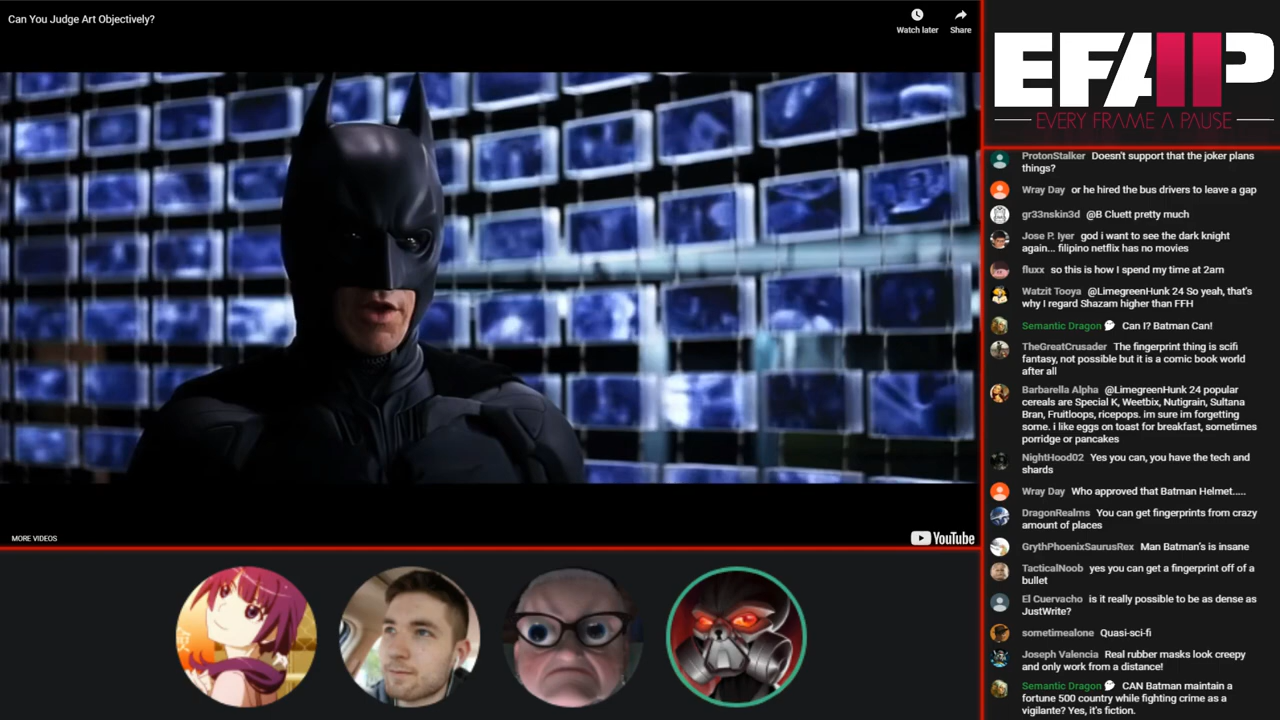 Can You Judge Art Objectively?
Watch later
Share
MORE VIDEOS
YouTube
EFAP
EVERY FRAME A PAUSE
ProtonStalker Doesn't support that the joker plans
things?
Wray Day or he hired the bus drivers to leave a gap
gr33nskin3d @B Cluett pretty much
Jose P. Iyer god i want to see the dark knight
again... filipino netflix has no movies
fluxx so this is how I spend my time at 2am
Watzit Tooya @LimegreenHunk 24 So yeah, that's
why I regard Shazam higher than FFH
Semantic Dragon Can I? Batman Can!
TheGreatCrusader The fingerprint thing is scifi
fantasy, not possible but it is a comic book world
after all
Barbarella Alpha @LimegreenHunk 24 popular
cereals are Special K, Weetbix, Nutigrain, Sultana
Bran, Fruitloops, ricepops. im sure im forgetting
some. i like eggs on toast for breakfast, sometimes
porridge or pancakes
NightHood02 Yes you can, you have the tech and
shards
Wray Day Who approved that Batman Helmet.....
DragonRealms You can get fingerprints from crazy
amount of places
GrythPhoenixSaurusRex Man Batman's is insane
TacticalNoob yes you can get a fingerprint off of a
bullet
El Cuervacho is it really possible to be as dense as
JustWrite?
sometimealone Quasi-sci-fi
Joseph Valencia Real rubber masks look creepy
and only work from a distance!
Semantic Dragon CAN Batman maintain a
fortune 500 country while fighting crime as a
vigilante? Yes, it's fiction.